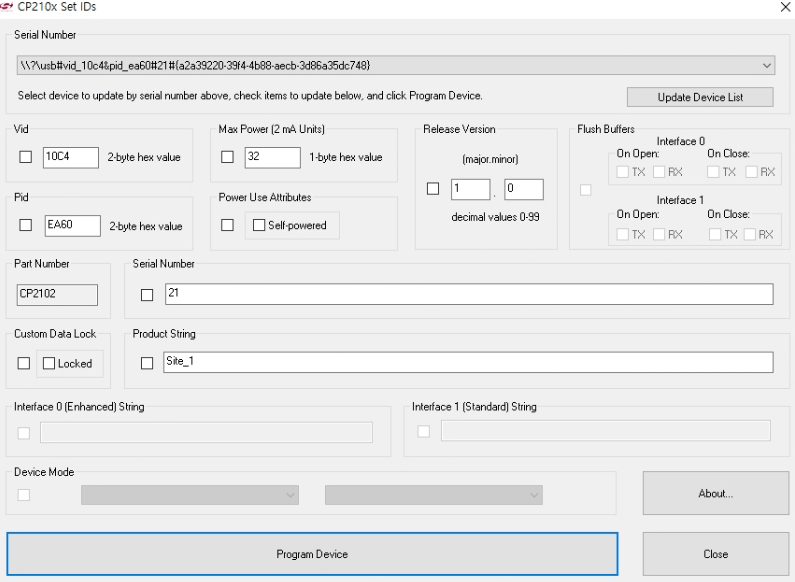 CP210x Set IDs
Serial Number
\\?\usb#vid_10c4&pid_ea60#21#{a2a39220-39f4-4b88-aecb-3d86a35dc748}
Select device to update by serial number above, check items to update below, and click Program Device.
Update Device List
Vid
10C4 2-byte hex value
Max Power (2 mA Units)
32 1-byte hex value
Release Version
(major.minor)
1 . 0
decimal values 0-99
Flush Buffers
Interface 0
On Open: On Close:
TX RX TX RX
Interface 1
On Open: On Close:
TX RX TX RX
Pid
EA60 2-byte hex value
Power Use Attributes
Self-powered
Part Number
CP2102
Serial Number
21
Custom Data Lock
Locked
Product String
Site_1
Interface 0 (Enhanced) String
Interface 1 (Standard) String
Device Mode
About...
Program Device
Close